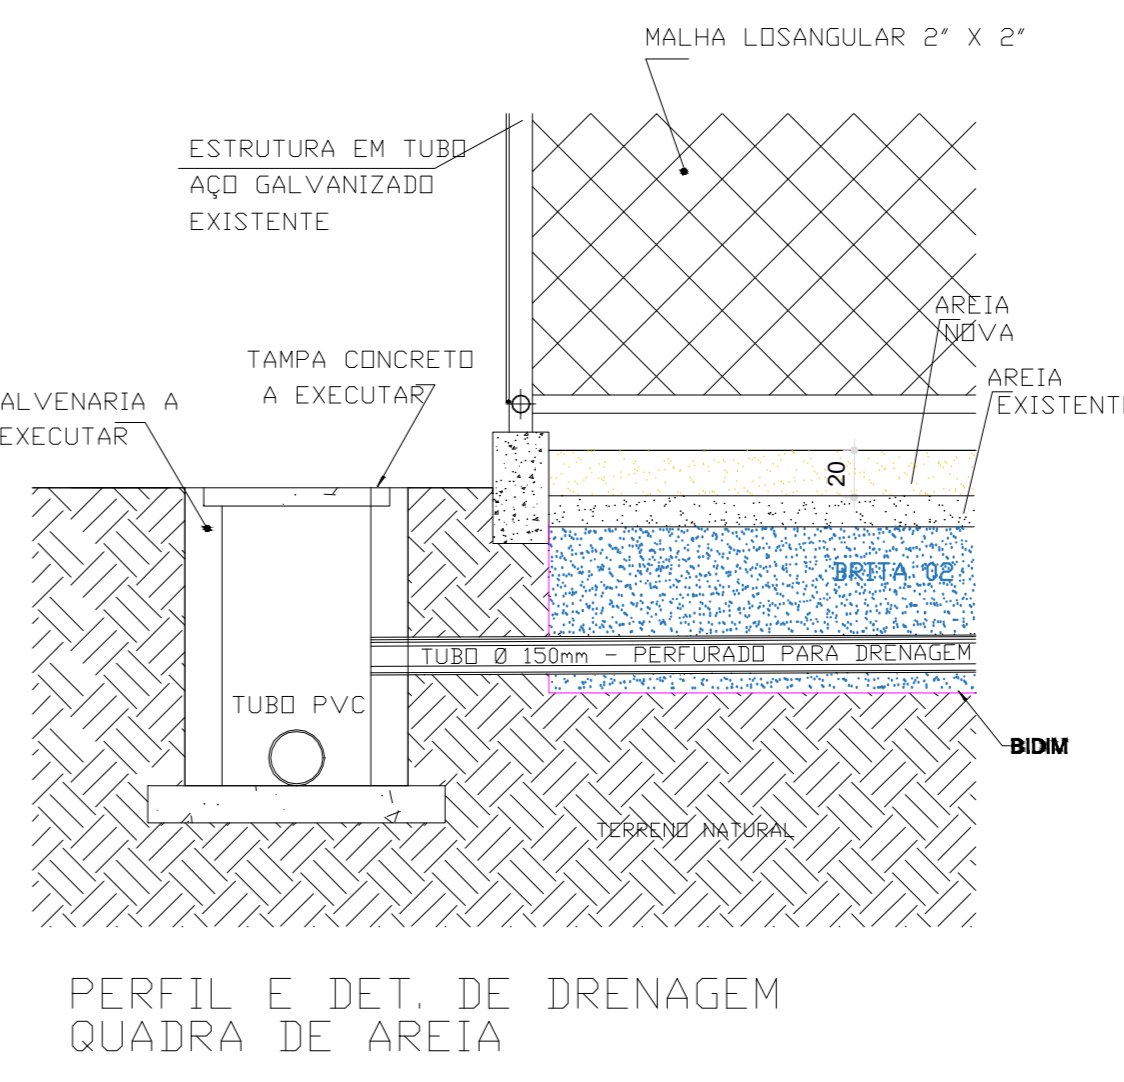 MALHA LOSANGULAR 2" X 2"
ESTRUTURA EM TUBO
AÇO GALVANIZADO
EXISTENTE
AREIA
NOVA
TAMPA CONCRETO
A EXECUTAR
AREIA
EXISTENTE
ALVENARIA A
EXECUTAR
20
BRITA 02
TUBO Ø 150mm - PERFURADO PARA DRENAGEM
TUBO PVC
BIDIM
TERRENO NATURAL
PERFIL E DET. DE DRENAGEM
QUADRA DE AREIA